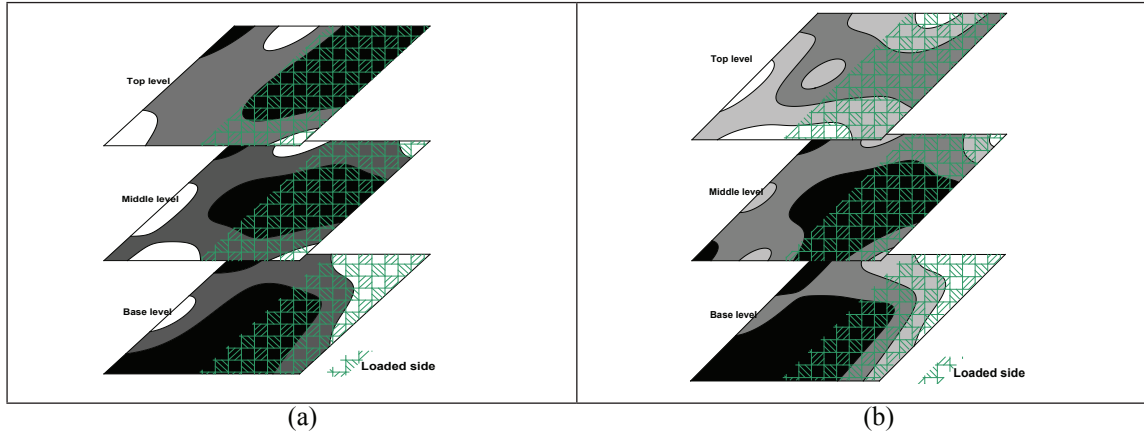 Top level
Middle level
Base level
Loaded side
(a)
Top level
Middle level
Base level
Loaded side
(b)